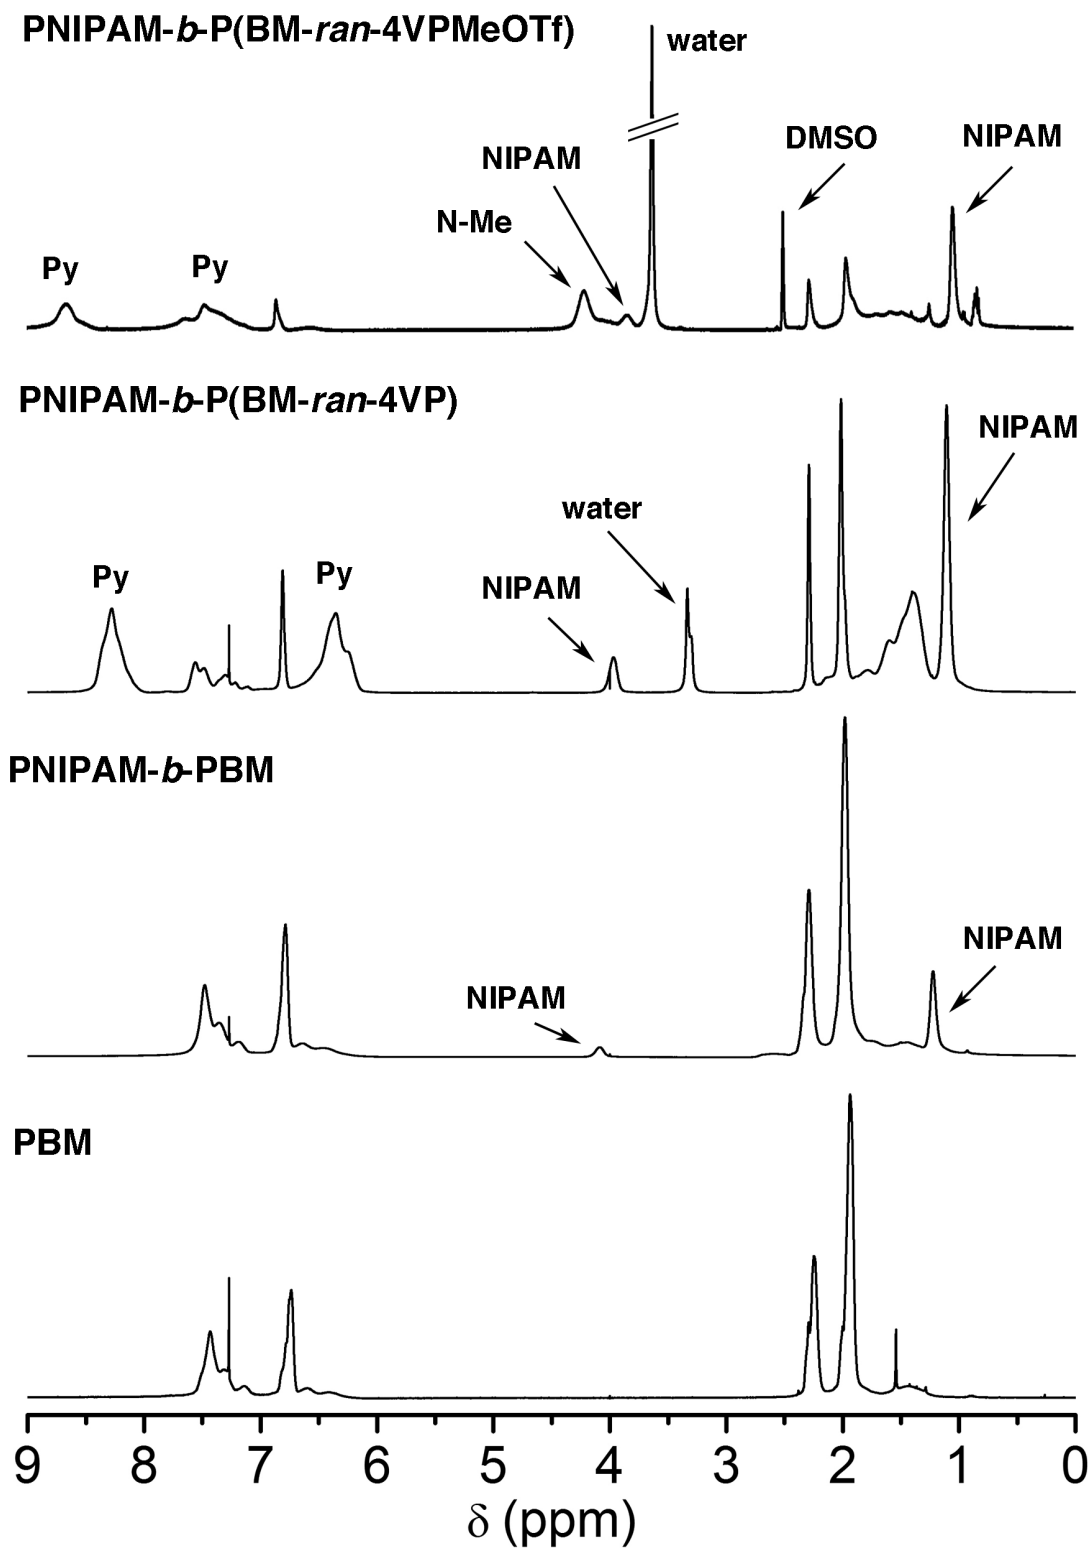 PNIPAM-b-P(BM-ran-4VPMeOTf)
water
DMSO
NIPAM
NIPAM
N-Me
Py
Py
PNIPAM-b-P(BM-ran-4VP)
NIPAM
water
Py
Py
NIPAM
PNIPAM-b-PBM
NIPAM
NIPAM
PBM
9 8 7 6 5 4 3 2 1 0
δ (ppm)